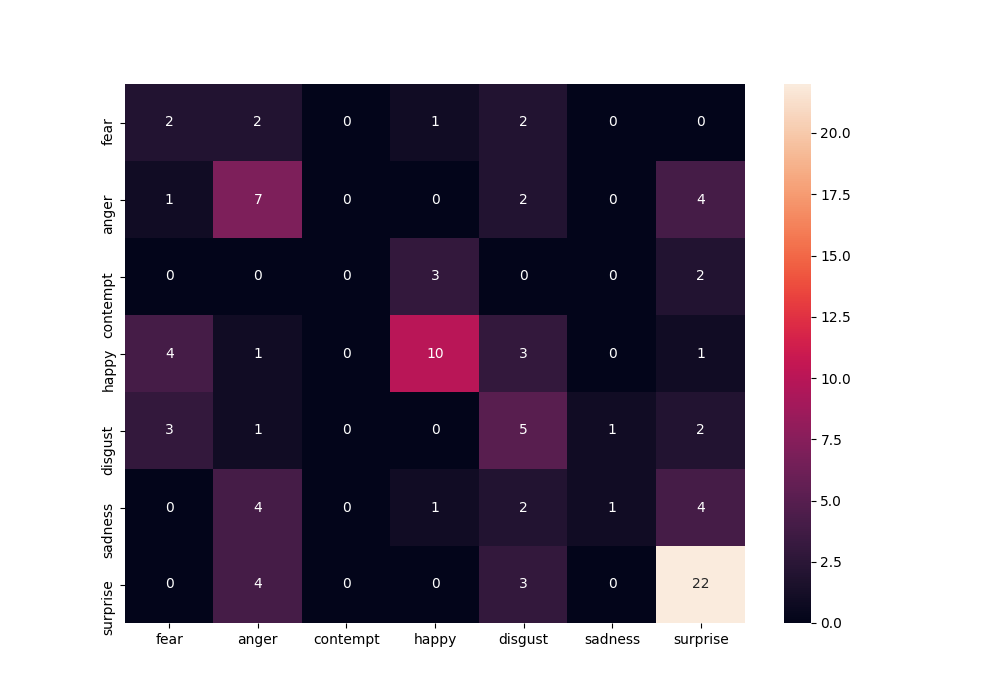 fear 2 2 0 1 2 0 0
anger 1 7 0 0 2 0 4
contempt 0 0 0 3 0 0 2
happy 4 1 0 10 3 0 1
disgust 3 1 0 0 5 1 2
sadness 0 4 0 1 2 1 4
surprise 0 4 0 0 3 0 22
fear anger contempt happy disgust sadness surprise
20.0
17.5
15.0
12.5
10.0
7.5
5.0
2.5
0.0